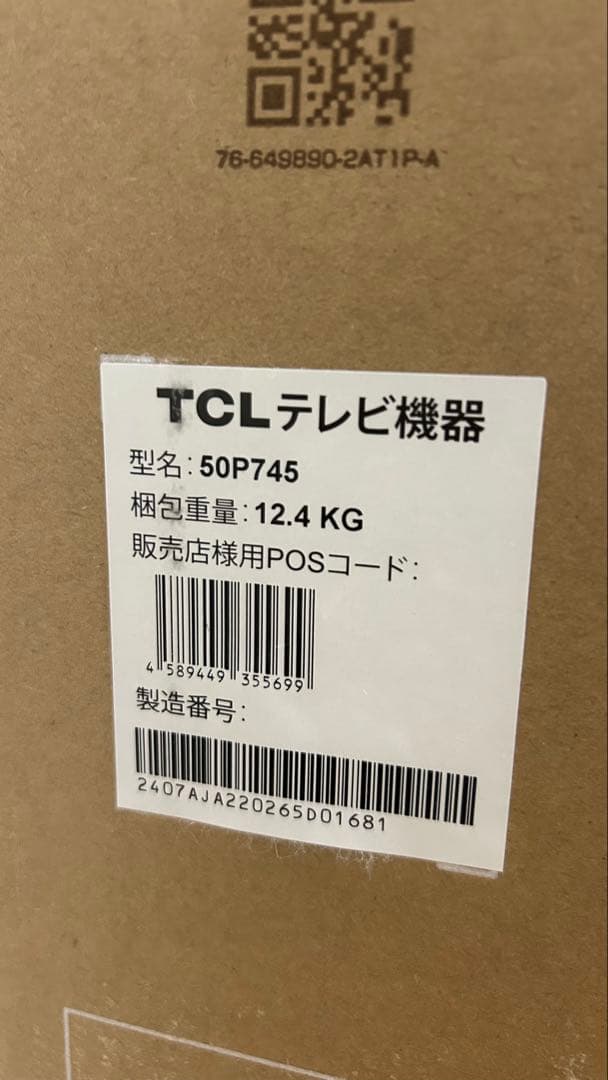 76-649890-2AT1P-A
TCLテレビ機器
型名：50P745
梱包重量：12.4 KG
販売店様用POSコード：
4 589449 355699
製造番号：
2407AJA220265D01681